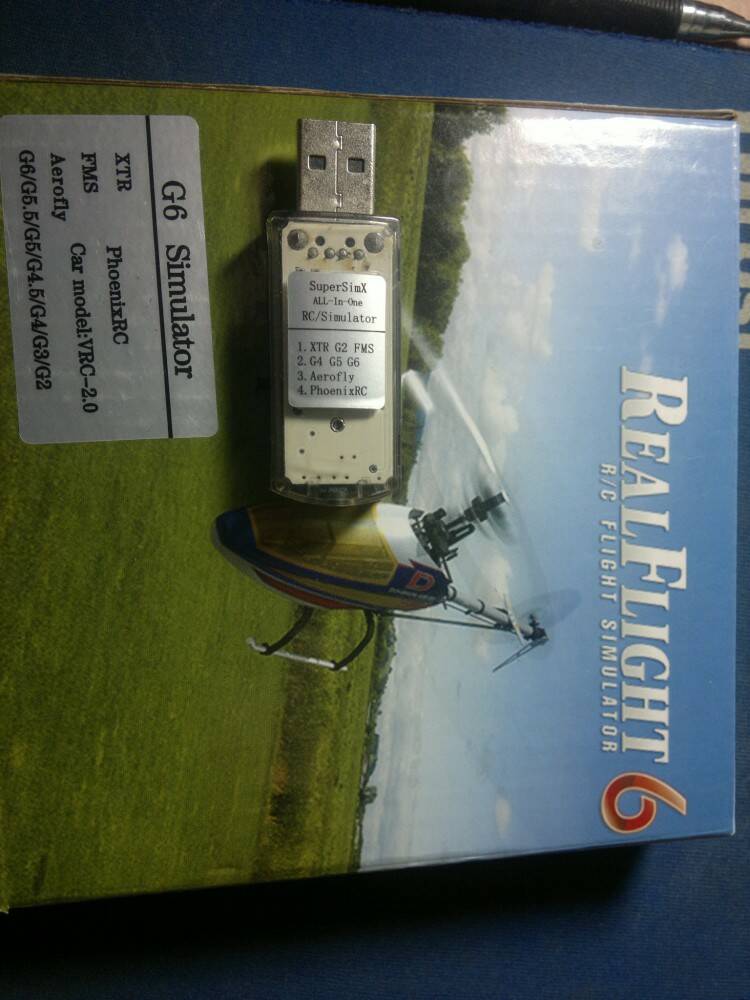 REALFLIGHT 6
R/C FLIGHT SIMULATOR
SuperSimX
ALL-In-One
RC/Simulator
1. XTR G2 FMS
2. G4 G5 G6
3. Aerofly
4. PhoenixRC
G6 Simulator
XTR PhoenixRC
FMS Car model:VRC-2.0
Aerofly
G6/G5.5/G5/G4.5/G4/G3/G2
D